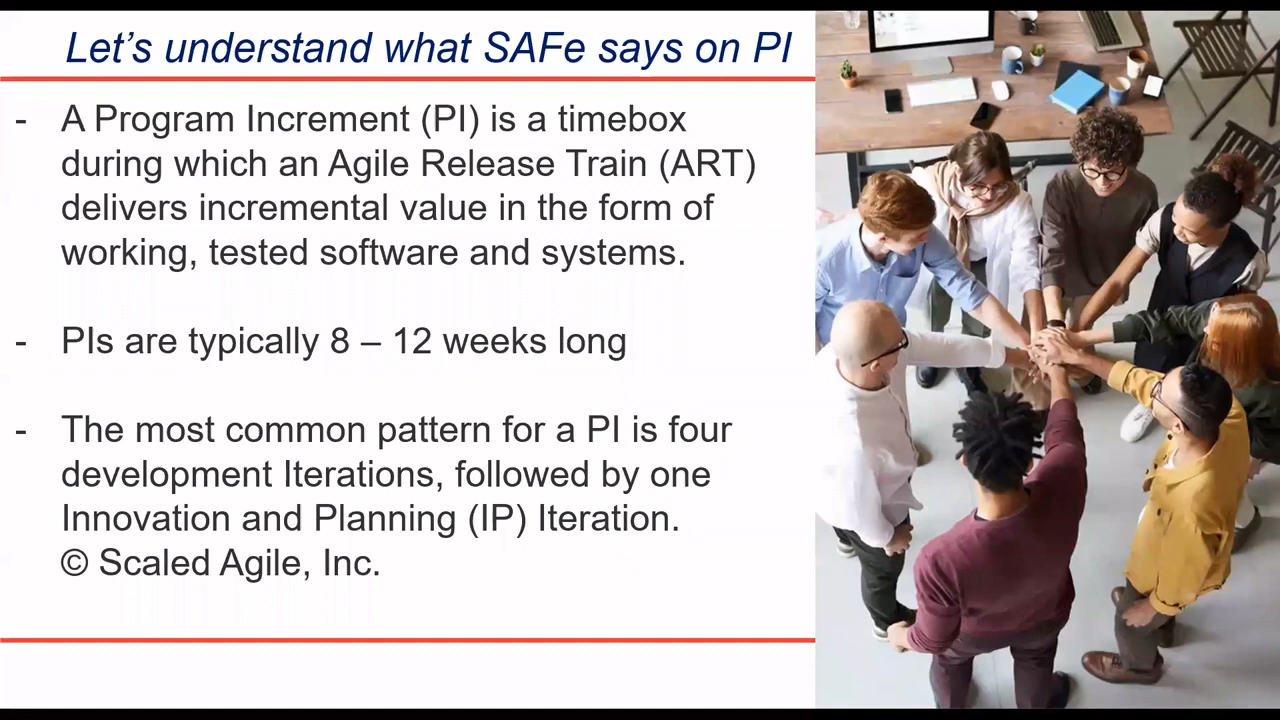 Let's understand what SAFe says on PI
- A Program Increment (PI) is a timebox
during which an Agile Release Train (ART)
delivers incremental value in the form of
working, tested software and systems.
- PIs are typically 8 – 12 weeks long
- The most common pattern for a PI is four
development Iterations, followed by one
Innovation and Planning (IP) Iteration.
© Scaled Agile, Inc.